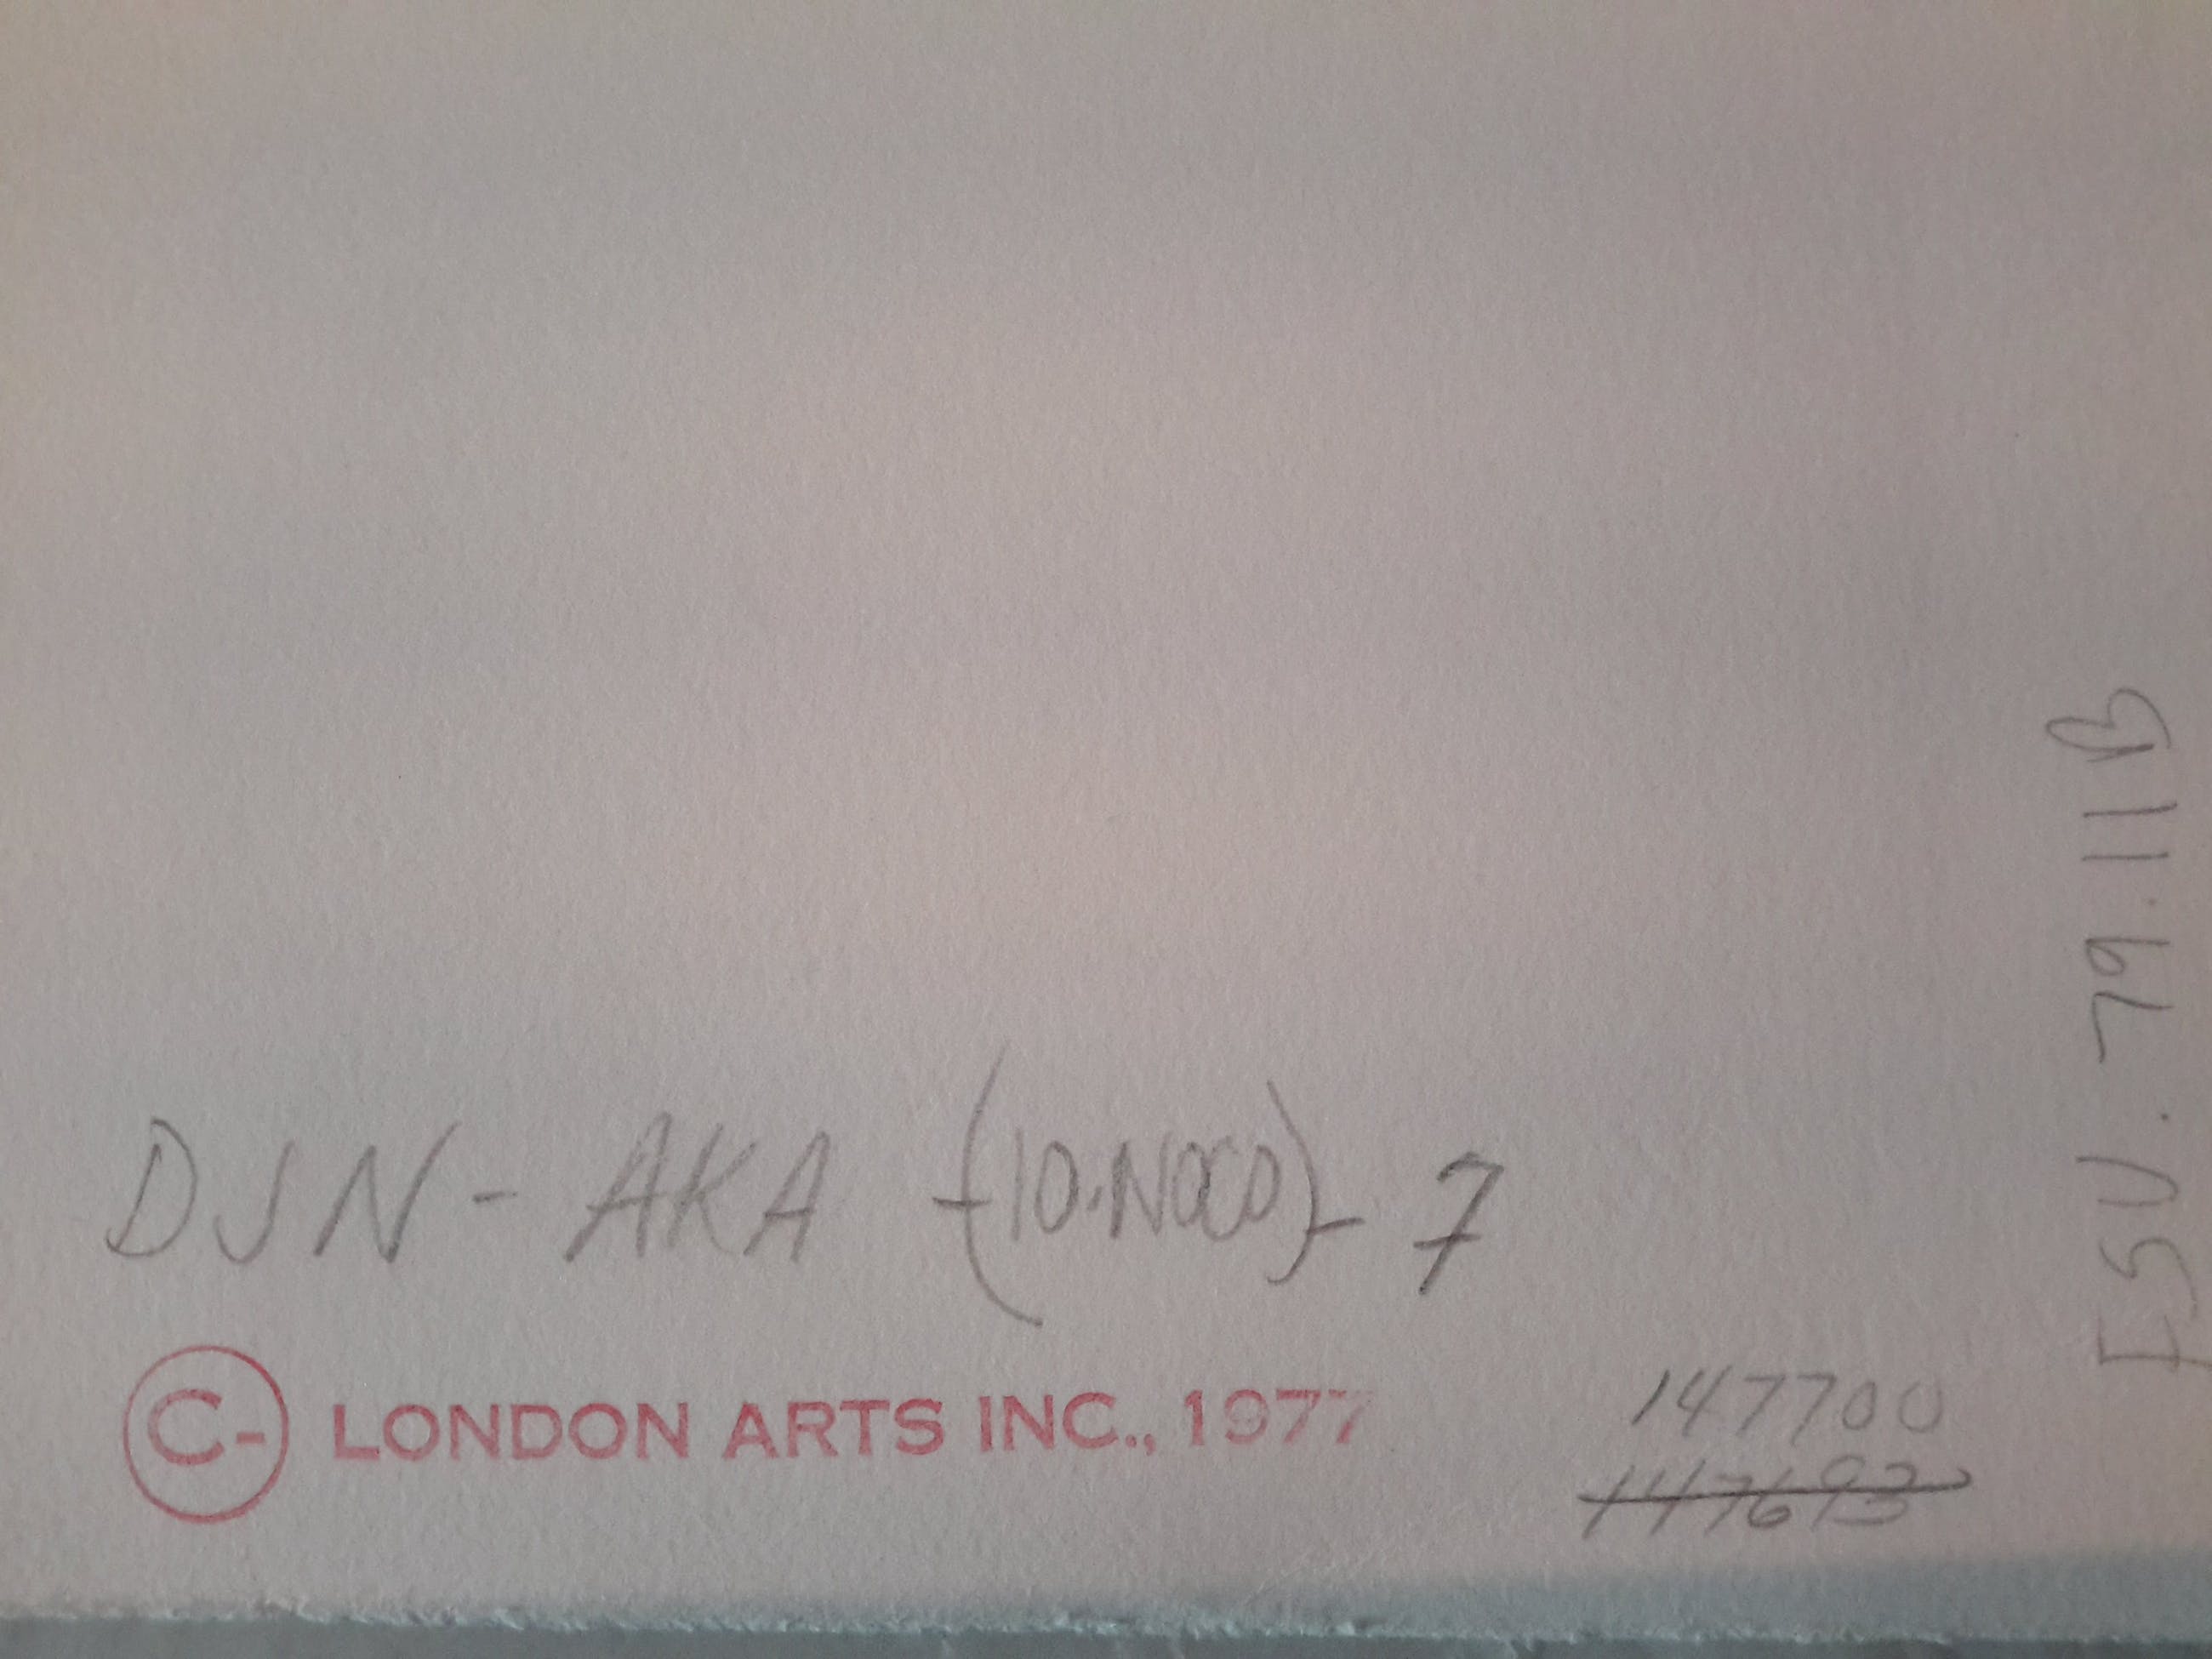 DJN - AKA -(10.NOCO)- 7
C- LONDON ARTS INC., 1977
147700
147693
ESU. 79.11B